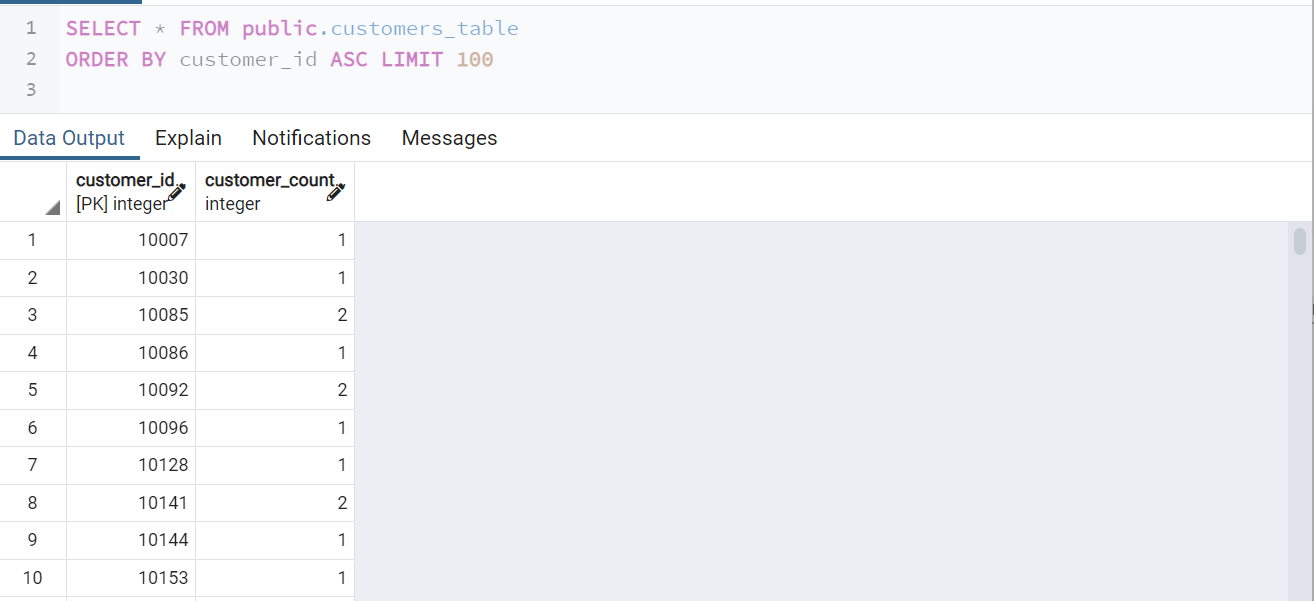 1 SELECT * FROM public.customers_table
2 ORDER BY customer_id ASC LIMIT 100
3
Data Output Explain Notifications Messages
customer_id customer_count
[PK] integer integer
1 10007 1
2 10030 1
3 10085 2
4 10086 1
5 10092 2
6 10096 1
7 10128 1
8 10141 2
9 10144 1
10 10153 1